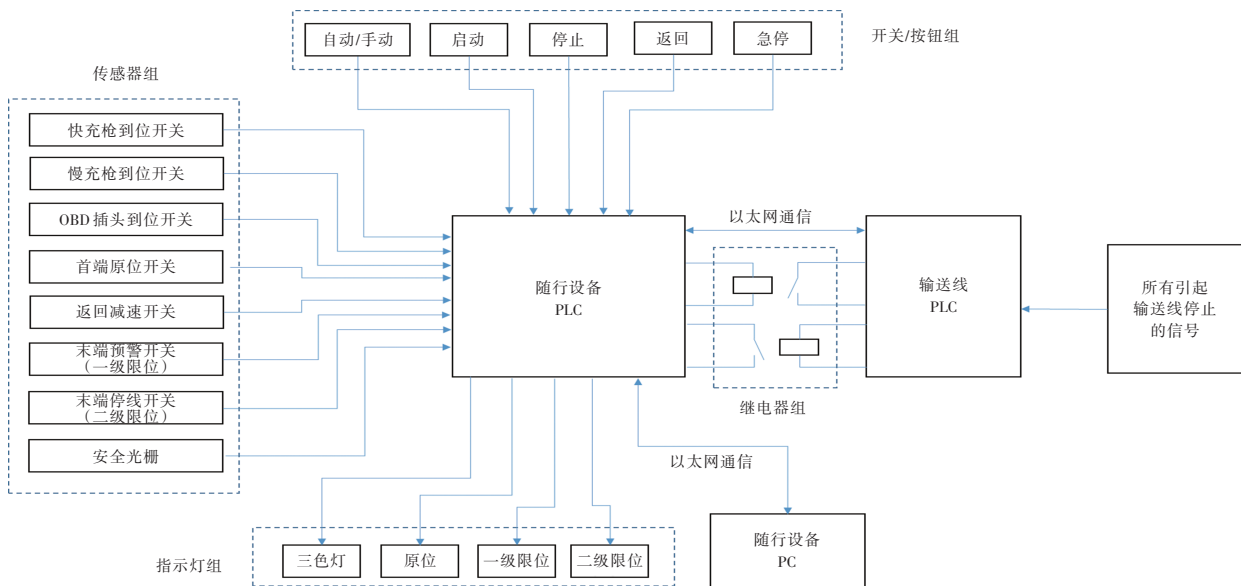 自动/手动
启动
停止
返回
急停
开关/按钮组
传感器组
快充枪到位开关
慢充枪到位开关
OBD插头到位开关
首端原位开关
返回减速开关
末端预警开关
（一级限位）
末端停线开关
（二级限位）
安全光栅
随行设备
PLC
以太网通信
继电器组
输送线
PLC
所有引起
输送线停止
的信号
以太网通信
随行设备
PC
指示灯组
三色灯
原位
一级限位
二级限位